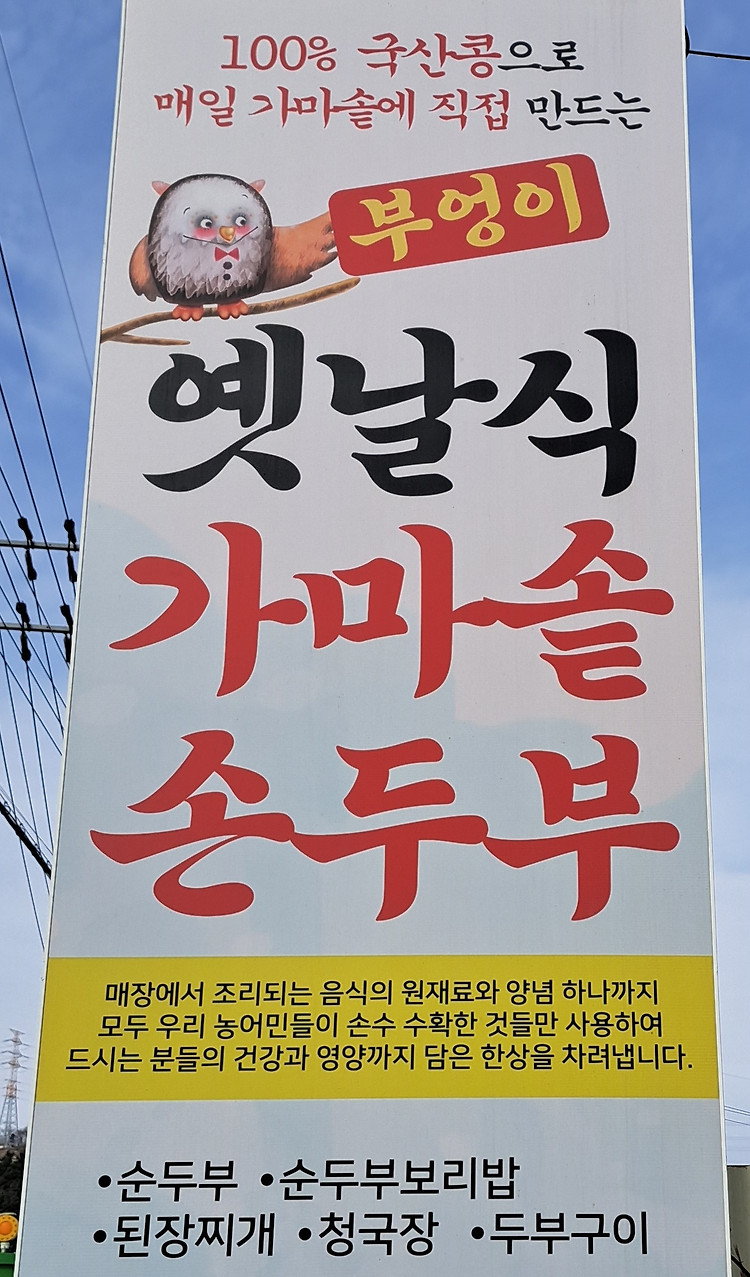 100% 국산콩으로
매일 가마솥에 직접 만드는
부엉이
옛날식
가마솥
손두부
매장에서 조리되는 음식의 원재료와 양념 하나까지
모두 우리 농어민들이 손수 수확한 것들만 사용하여
드시는 분들의 건강과 영양까지 담은 한상을 차려냅니다.
•순두부 •순두부보리밥
•된장찌개 •청국장 •두부구이